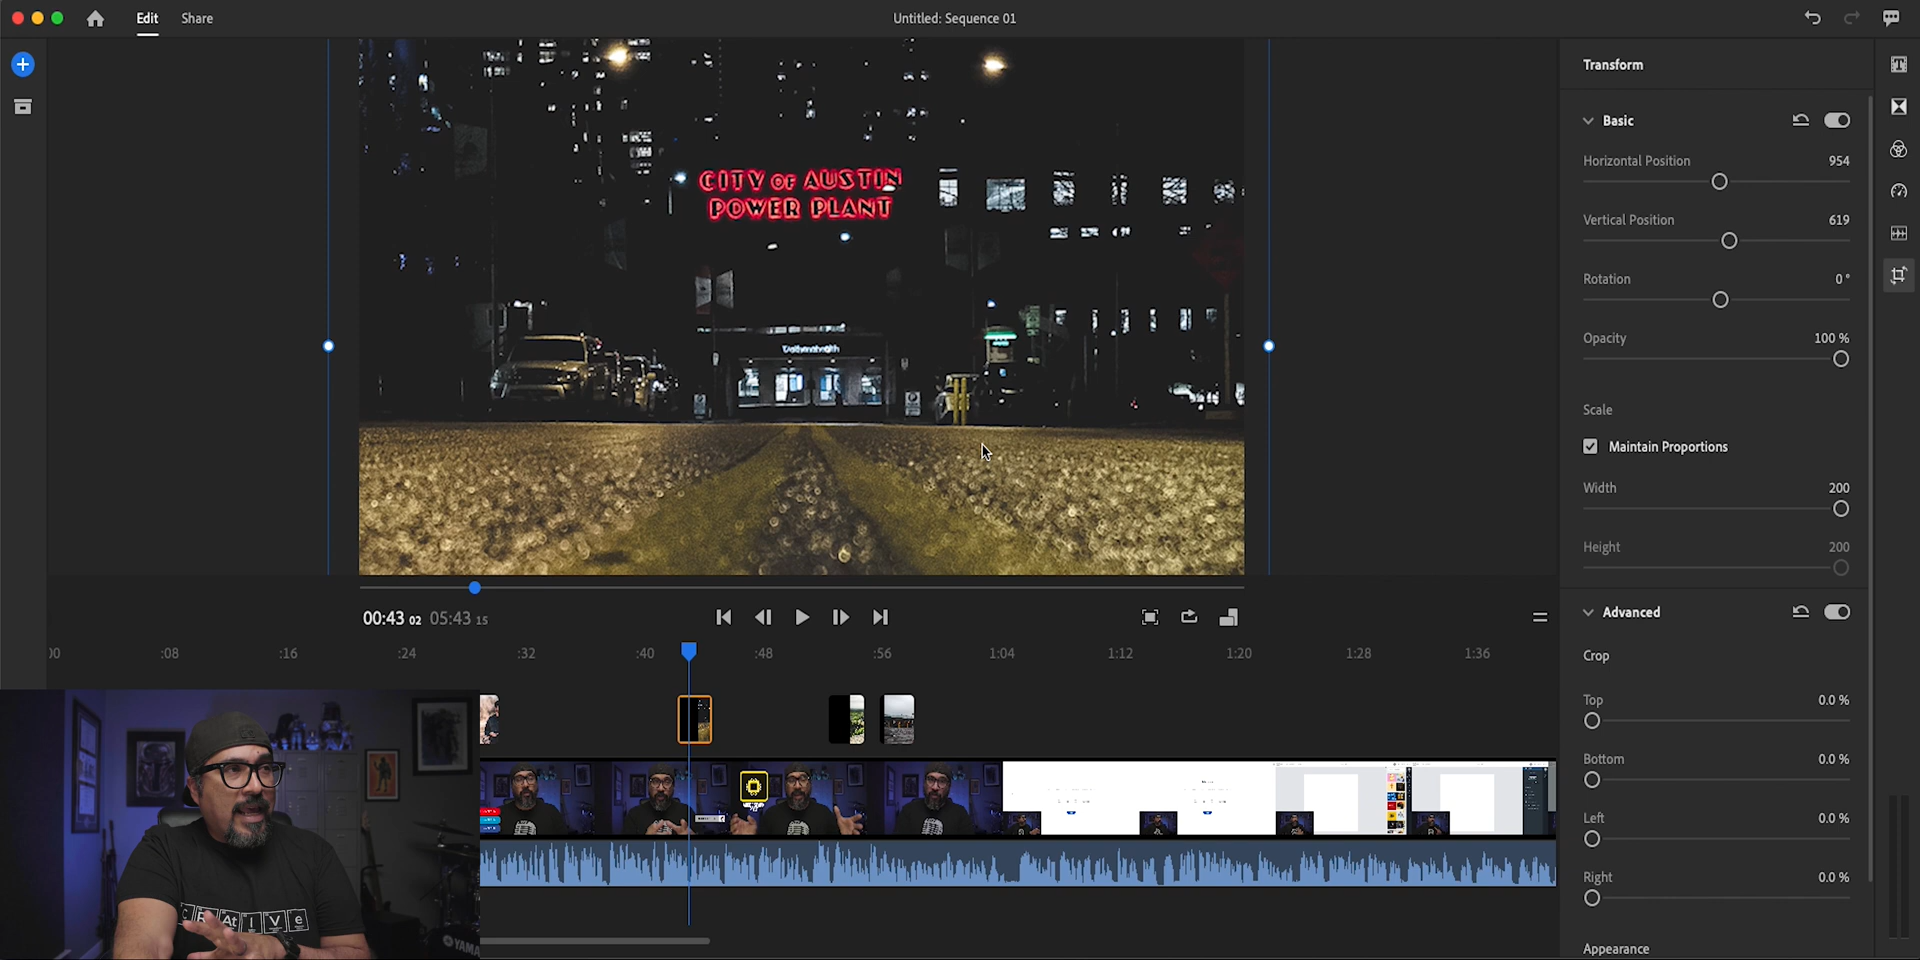 Edit
Share
Untitled: Sequence 01
Transform
Basic
Horizontal Position 954
Vertical Position 619
Rotation 0 °
Opacity 100 %
Scale
Maintain Proportions
Width 200
Height 200
Advanced
Crop
Top 0.0 %
Bottom 0.0 %
Left 0.0 %
Right 0.0 %
Appearance
CITY OF AUSTIN
POWER PLANT
00:43 02 05:43 15
:08 :16 :24 :32 :40 :48 :56 1:04 1:12 1:20 1:28 1:36
C R At I V e
YAMA